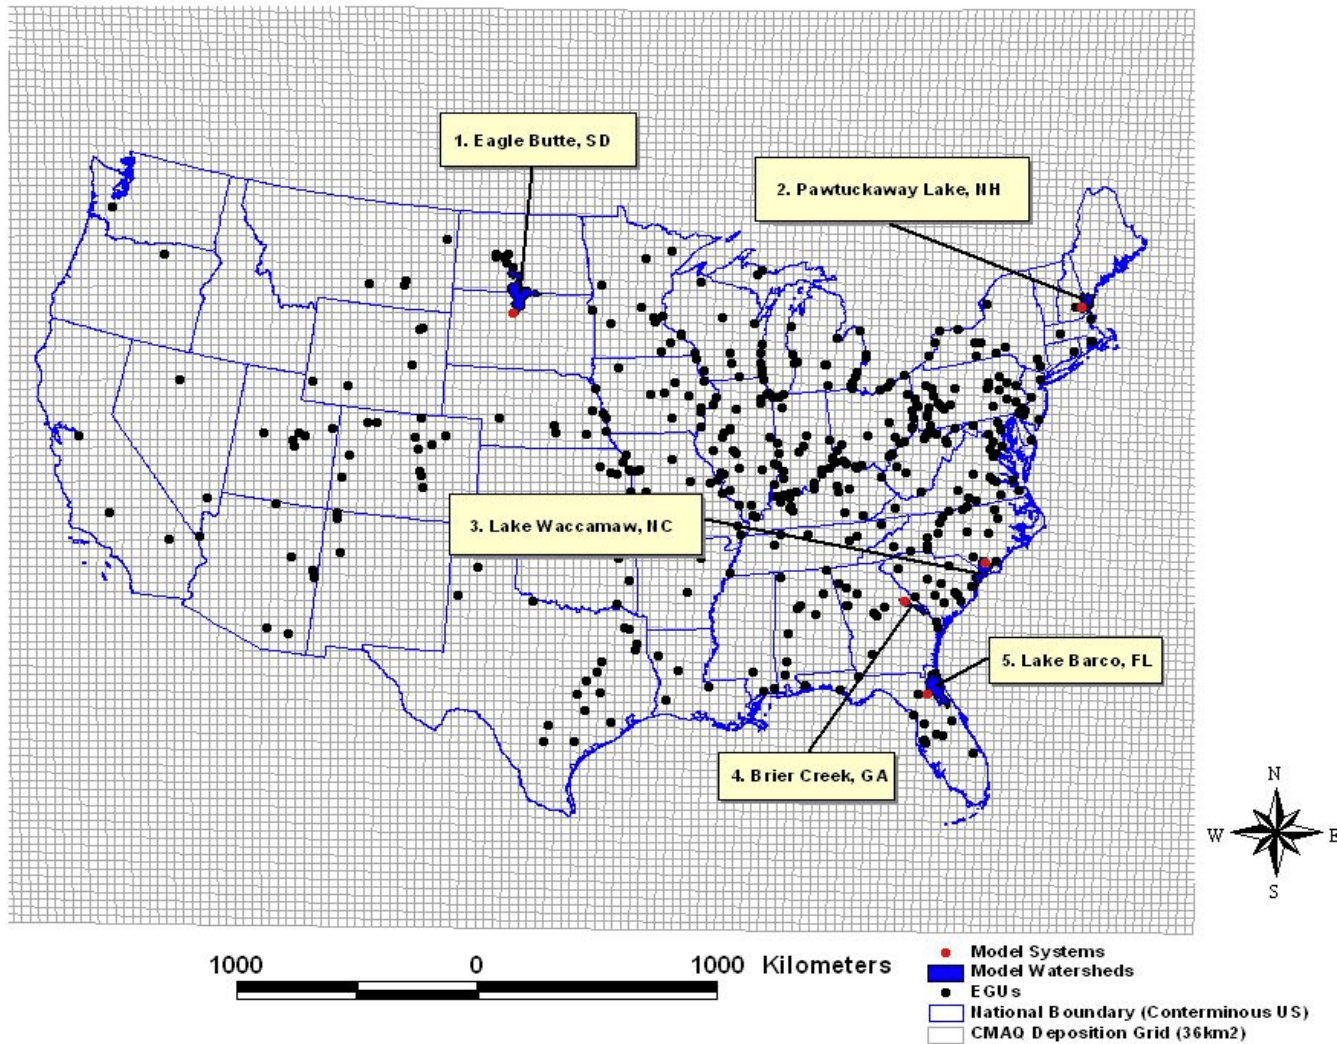 1. Eagle Butte, SD
2. Pawtuckaway Lake, NH
3. Lake Waccamaw, NC
5. Lake Barco, FL
4. Brier Creek, GA
N
W E
S
1000 0 1000 Kilometers
Model Systems
Model Watersheds
EGUs
National Boundary (Conterminous US)
CMAQ Deposition Grid (36km2)